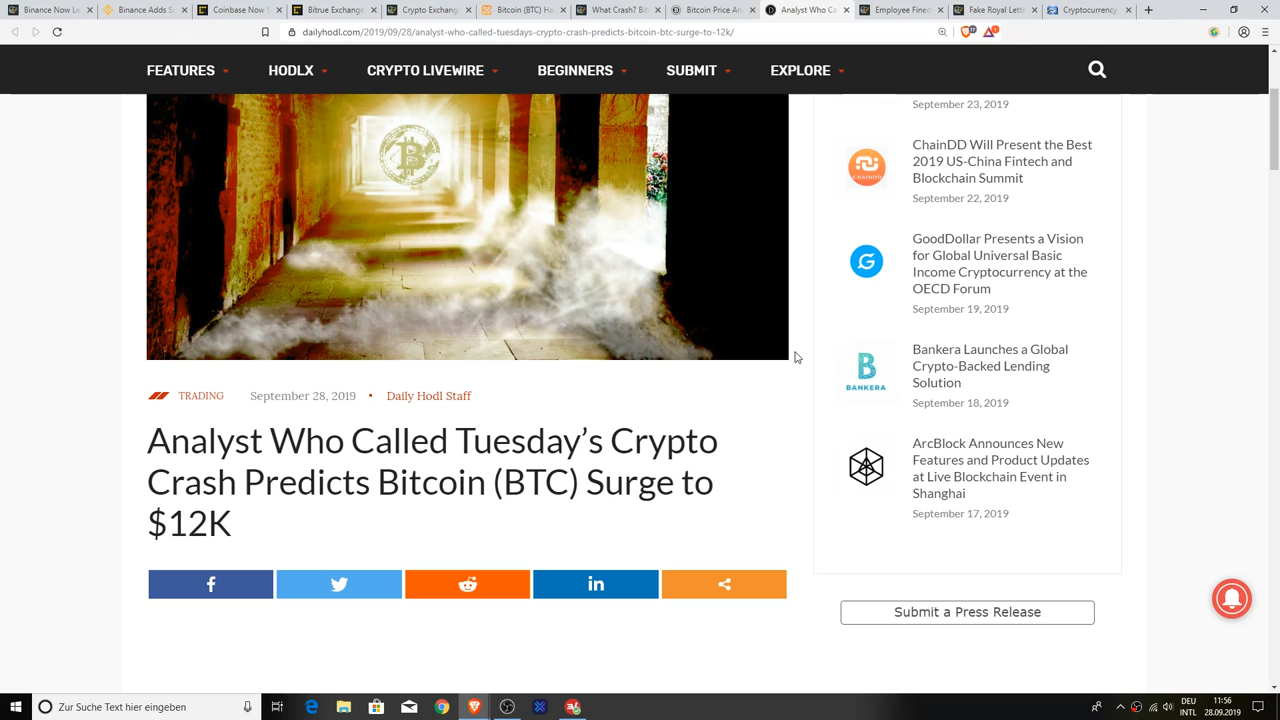 Binance Now Le
Binance Adds S
Coinbase Now
Bitrue Exchange
Crypto Exchang
Bitcoin (BTC) Ha
What Crash? Bi
Bitcoin Price An
Analyst Who Ca
Employee Fined
Fake Royal Lette
Cryptocurrency
dailyhodl.com/2019/09/28/analyst-who-called-tuesdays-crypto-crash-predicts-bitcoin-btc-surge-to-12k/
FEATURES
HODLX
CRYPTO LIVEWIRE
BEGINNERS
SUBMIT
EXPLORE
September 23, 2019
ChainDD Will Present the Best
2019 US-China Fintech and
Blockchain Summit
CHAINDD
September 22, 2019
GoodDollar Presents a Vision
for Global Universal Basic
Income Cryptocurrency at the
OECD Forum
September 19, 2019
Bankera Launches a Global
Crypto-Backed Lending
Solution
BANKERA
September 18, 2019
ArcBlock Announces New
Features and Product Updates
at Live Blockchain Event in
Shanghai
September 17, 2019
Submit a Press Release
TRADING
September 28, 2019 • Daily Hodl Staff
Analyst Who Called Tuesday’s Crypto
Crash Predicts Bitcoin (BTC) Surge to
$12K
Zur Suche Text hier eingeben
DEU
INTL
11:56
28.09.2019